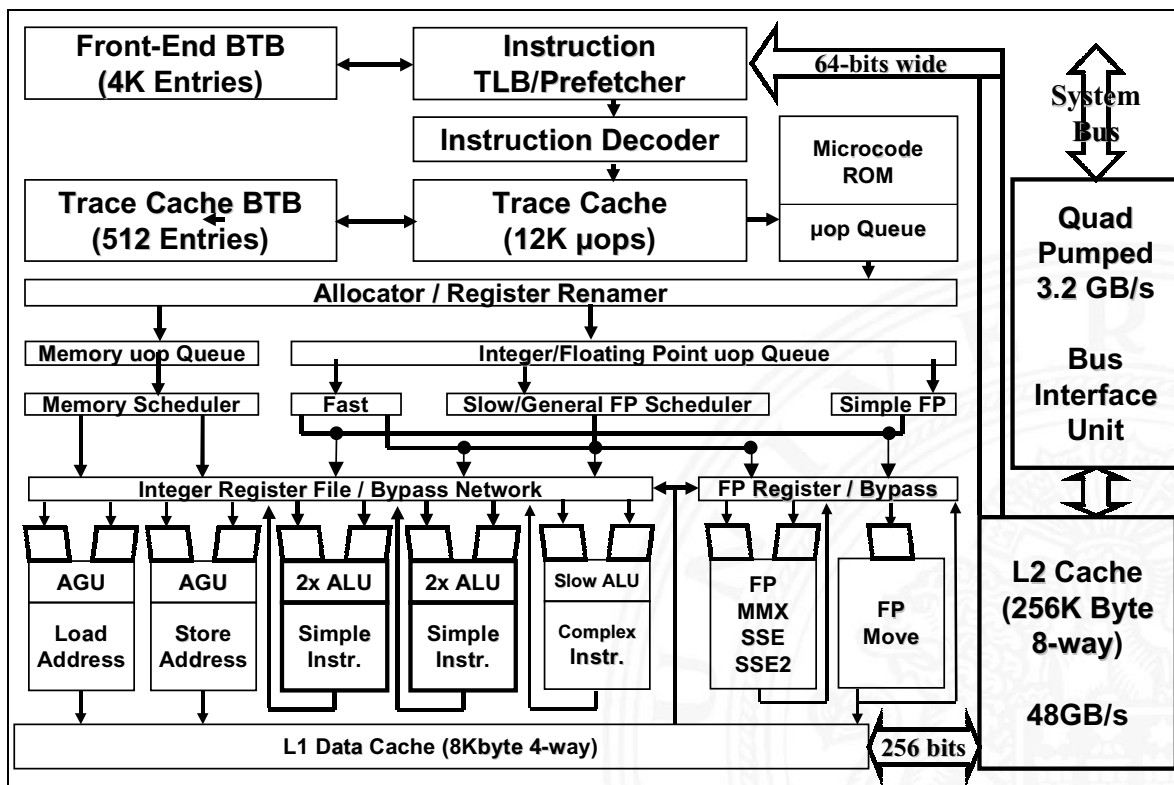 Front-End BTB
(4K Entries)
Instruction
TLB/Prefetcher
64-bits wide
System
Bus
Instruction Decoder
Microcode
ROM
µop Queue
Trace Cache BTB
(512 Entries)
Trace Cache
(12K µops)
Quad
Pumped
3.2 GB/s
Bus
Interface
Unit
Allocator / Register Renamer
Memory uop Queue
Integer/Floating Point uop Queue
Memory Scheduler
Fast
Slow/General FP Scheduler
Simple FP
Integer Register File / Bypass Network
FP Register / Bypass
AGU
Load
Address
AGU
Store
Address
2x ALU
Simple
Instr.
2x ALU
Simple
Instr.
Slow ALU
Complex
Instr.
FP
MMX
SSE
SSE2
FP
Move
L2 Cache
(256K Byte
8-way)
48GB/s
L1 Data Cache (8Kbyte 4-way)
256 bits